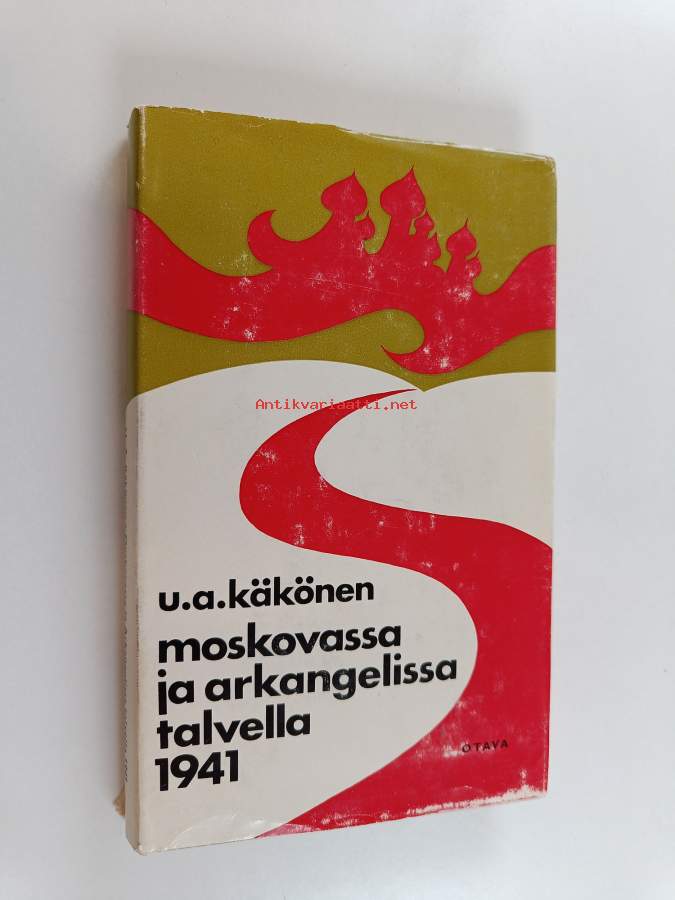 Antikvariaatti.net
u.a.käkönen
moskovassa
ja arkangelissa
talvella
1941
OTAVA